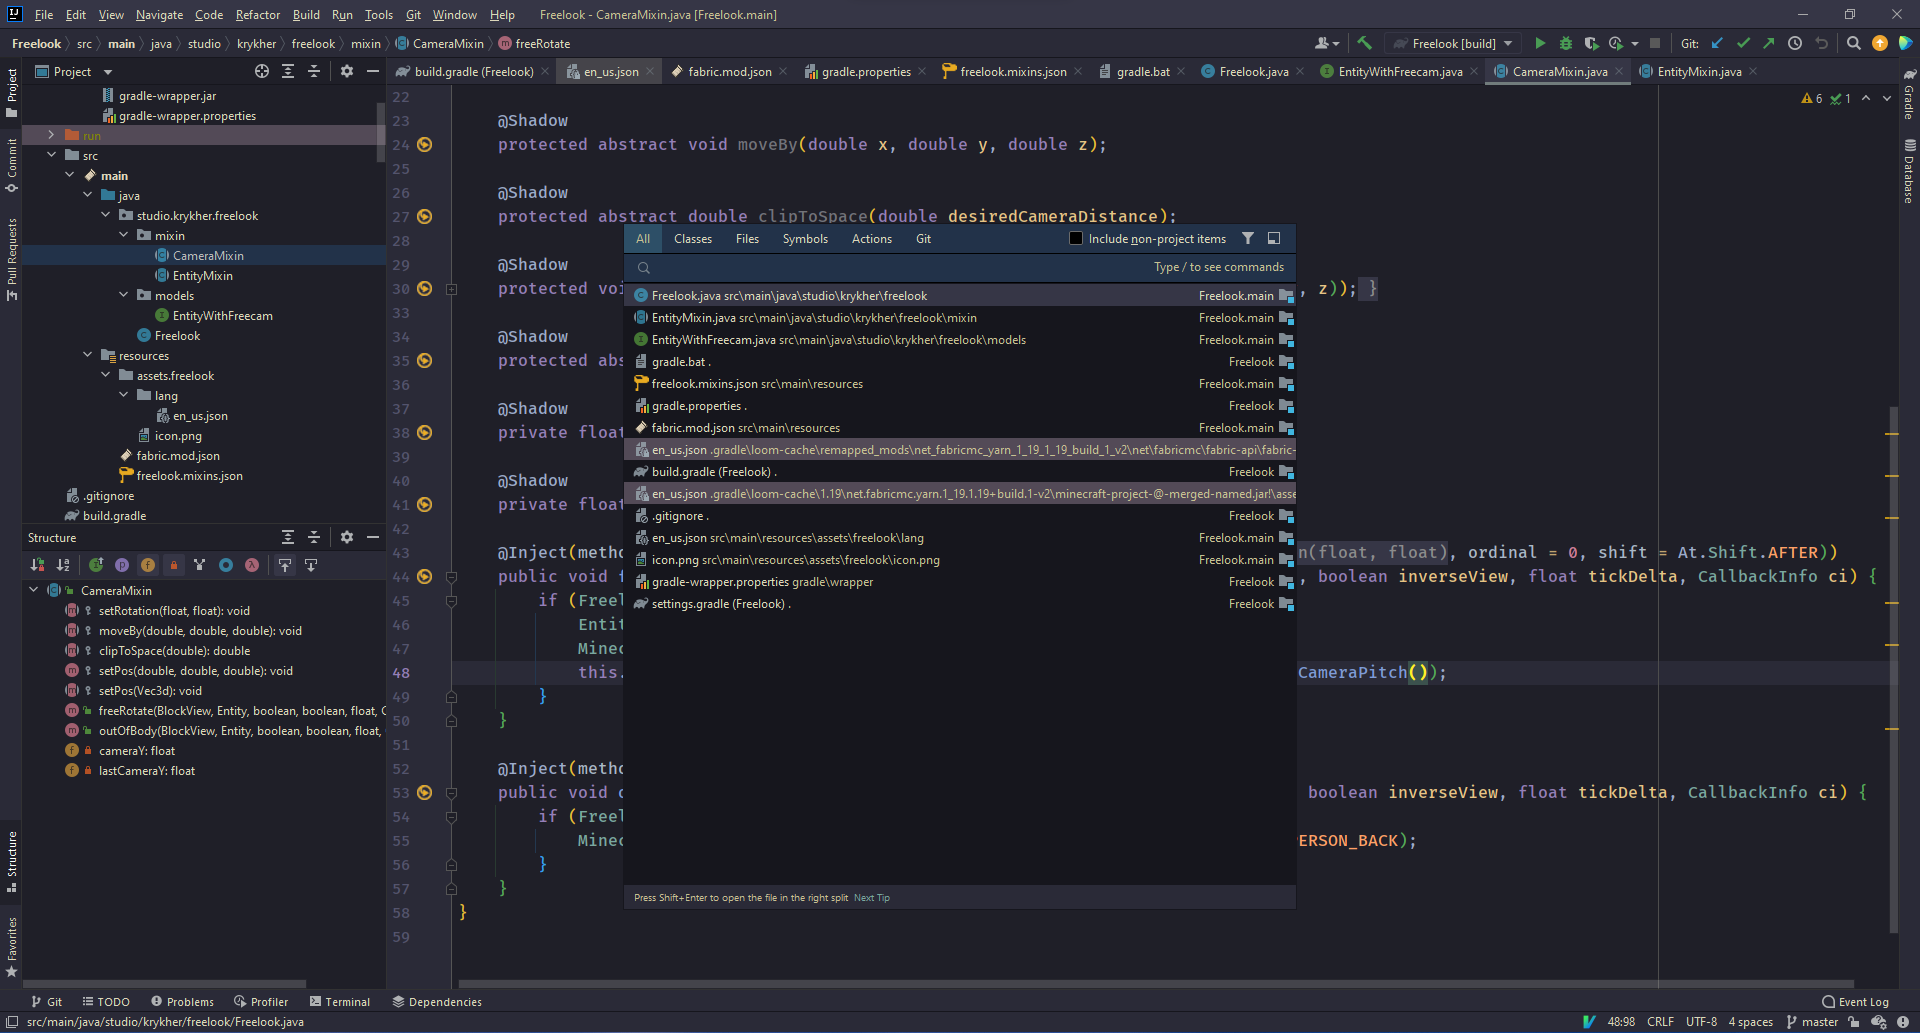 File Edit View Navigate Code Refactor Build Run Tools Git Window Help Freelook - CameraMixin.java [Freelook.main]
Freelook src main java studio krykher freelook mixin CameraMixin freeRotate Freelook [build] Git:
Project build.gradle (Freelook) en_us.json fabric.mod.json gradle.properties freelook.mixins.json gradle.bat Freelook.java EntityWithFreecam.java CameraMixin.java EntityMixin.java
Project
Commit
Pull Requests
Structure
Favorites
Gradle
Database
gradle-wrapper.jar
gradle-wrapper.properties
run
src
main
java
studio.krykher.freelook
mixin
CameraMixin
EntityMixin
models
EntityWithFreecam
Freelook
resources
assets.freelook
lang
en_us.json
icon.png
fabric.mod.json
freelook.mixins.json
.gitignore
build.gradle
Structure
CameraMixin
setRotation(float, float): void
moveBy(double, double, double): void
clipToSpace(double): double
setPos(double, double, double): void
setPos(Vec3d): void
freeRotate(BlockView, Entity, boolean, boolean, float, C
outOfBody(BlockView, Entity, boolean, boolean, float,
cameraY: float
lastCameraY: float
6 1
22
23 @Shadow
24 protected abstract void moveBy(double x, double y, double z);
25
26 @Shadow
27 protected abstract double clipToSpace(double desiredCameraDistance);
28
29 @Shadow
30 protected voi , z)); }
33
34 @Shadow
35 protected abs
36
37 @Shadow
38 private float
39
40 @Shadow
41 private float
42
43 @Inject(metho n(float, float), ordinal = 0, shift = At.Shift.AFTER))
44 public void f , boolean inverseView, float tickDelta, CallbackInfo ci) {
45 if (Freel
46 Entit
47 Minec
48 this. CameraPitch());
49 }
50 }
51
52 @Inject(metho
53 public void o boolean inverseView, float tickDelta, CallbackInfo ci) {
54 if (Freel
55 Minec ERSON_BACK);
56 }
57 }
58 }
59
All Classes Files Symbols Actions Git Include non-project items
Type / to see commands
Freelook.java src\main\java\studio\krykher\freelook Freelook.main
EntityMixin.java src\main\java\studio\krykher\freelook\mixin Freelook.main
EntityWithFreecam.java src\main\java\studio\krykher\freelook\models Freelook.main
gradle.bat . Freelook
freelook.mixins.json src\main\resources Freelook.main
gradle.properties . Freelook
fabric.mod.json src\main\resources Freelook.main
en_us.json .gradle\loom-cache\remapped_mods\net_fabricmc_yarn_1_19_1_19_build_1_v2\net\fabricmc\fabric-api\fabric-
build.gradle (Freelook) . Freelook
en_us.json .gradle\loom-cache\1.19\net.fabricmc.yarn.1_19.1.19+build.1-v2\minecraft-project-@-merged-named.jar!\asse
.gitignore . Freelook
en_us.json src\main\resources\assets\freelook\lang Freelook.main
icon.png src\main\resources\assets\freelook\icon.png Freelook.main
gradle-wrapper.properties gradle\wrapper Freelook
settings.gradle (Freelook) . Freelook
Press Shift+Enter to open the file in the right split Next Tip
Git TODO Problems Profiler Terminal Dependencies Event Log
src/main/java/studio/krykher/freelook/Freelook.java 48:98 CRLF UTF-8 4 spaces master